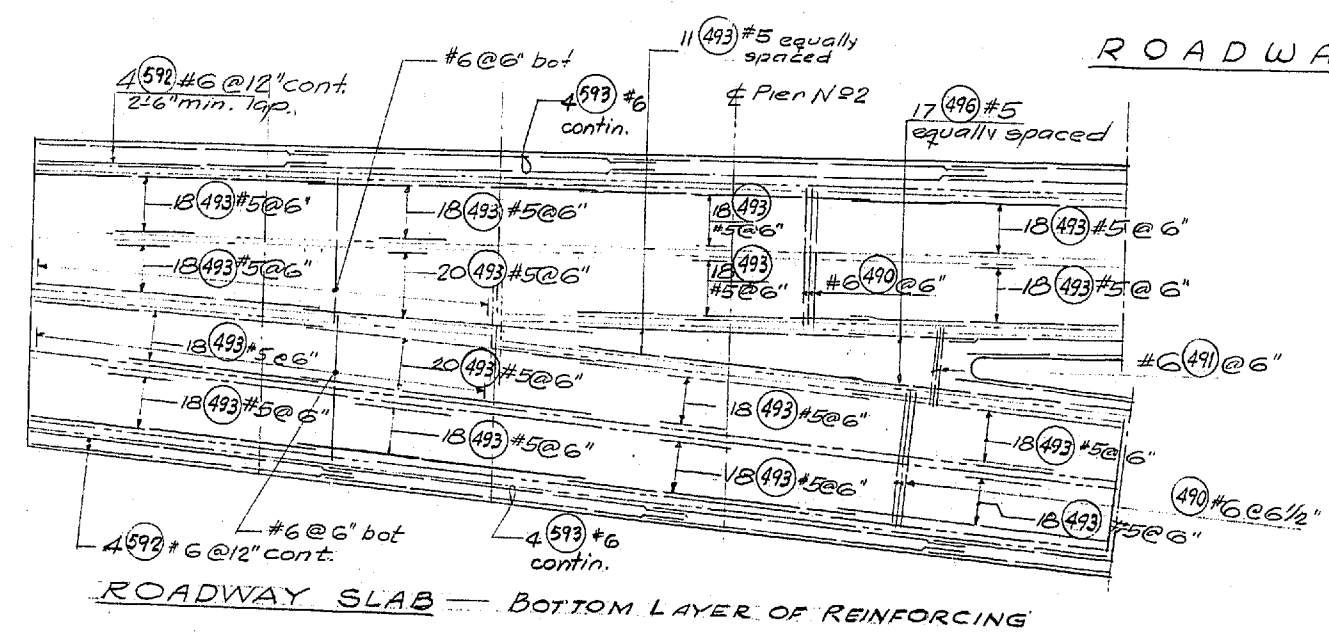 ROADWA
11 (493) #5 equally
spaced
#6 @ 6" bot
4 (592) #6 @ 12" cont.
2'-6" min. lap.
4 (593) #6
contin.
℄ Pier Nº 2
17 (496) #5
equally spaced
18 (493) #5 @ 6"
18 (493) #5 @ 6"
18 (493)
#5 @ 6"
18 (493) #5 @ 6"
18 (493) #5 @ 6"
20 (493) #5 @ 6"
18 (493)
#5 @ 6"
#6 (490) @ 6"
18 (493) #5 @ 6"
18 (493) #5 @ 6"
20 (493) #5 @ 6"
#6 (491) @ 6"
18 (493) #5 @ 6"
18 (493) #5 @ 6"
18 (493) #5 @ 6"
18 (493) #5 @ 6"
18 (493) #5 @ 6"
(490) #6 @ 6 1/2"
18 (493) #5 @ 6"
4 (592) #6 @ 12" cont.
#6 @ 6" bot
4 (593) #6
contin.
ROADWAY SLAB — BOTTOM LAYER OF REINFORCING